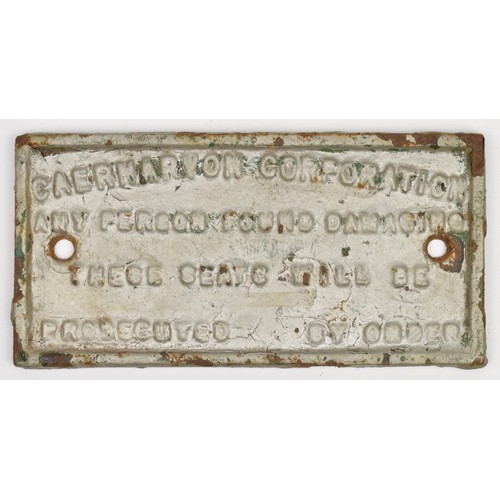 CAERNARVON CORPORATION
ANY PERSON FOUND DAMAGING
THESE SEATS WILL BE
PROSECUTED BY ORDER.